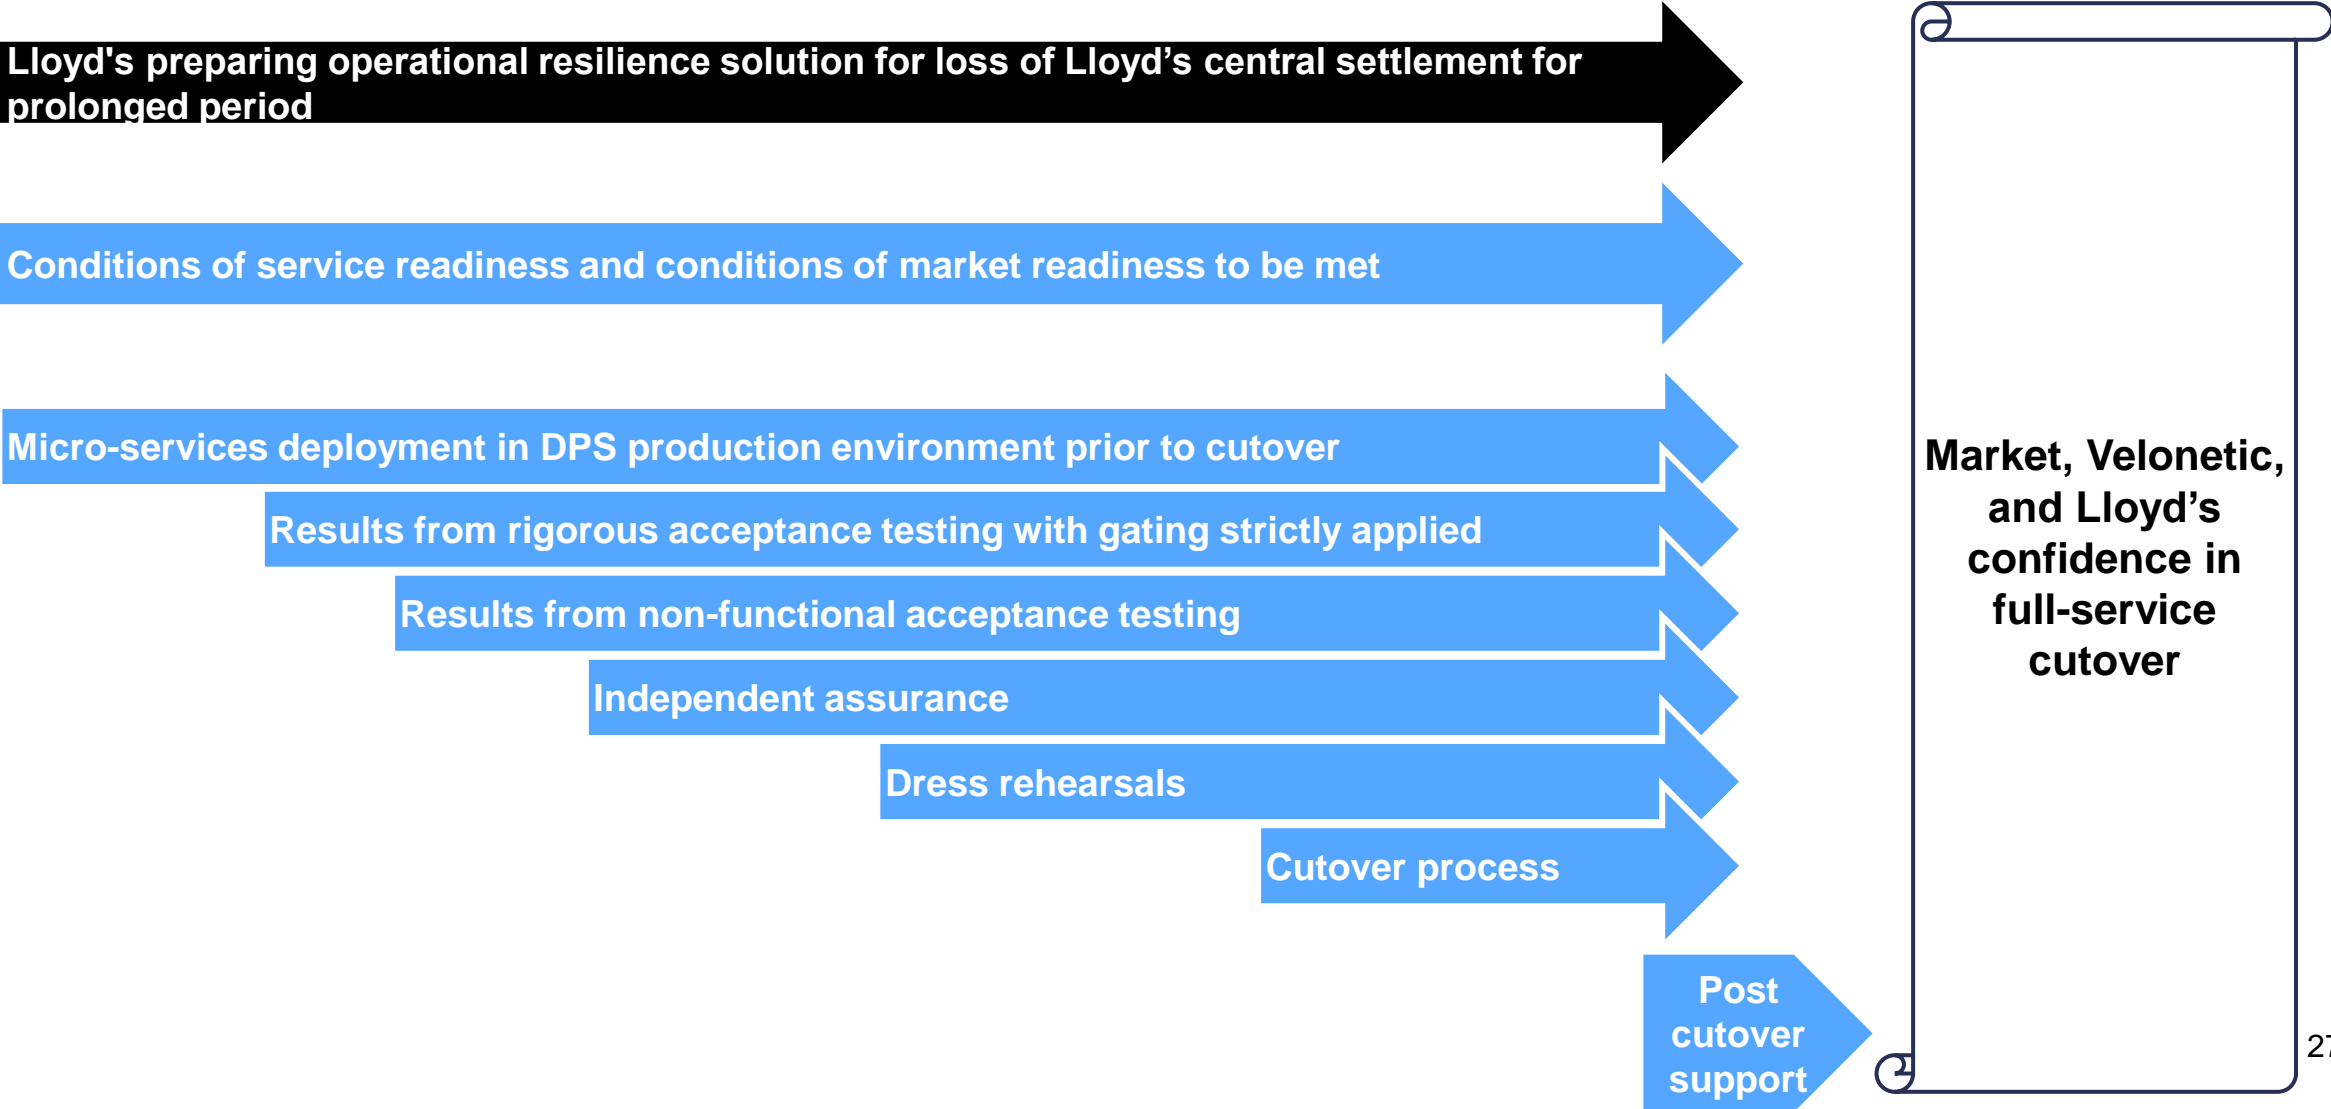 Lloyd's preparing operational resilience solution for loss of Lloyd’s central settlement for
prolonged period
Conditions of service readiness and conditions of market readiness to be met
Micro-services deployment in DPS production environment prior to cutover
Results from rigorous acceptance testing with gating strictly applied
Results from non-functional acceptance testing
Independent assurance
Dress rehearsals
Cutover process
Post
cutover
support
Market, Velonetic,
and Lloyd’s
confidence in
full-service
cutover
27